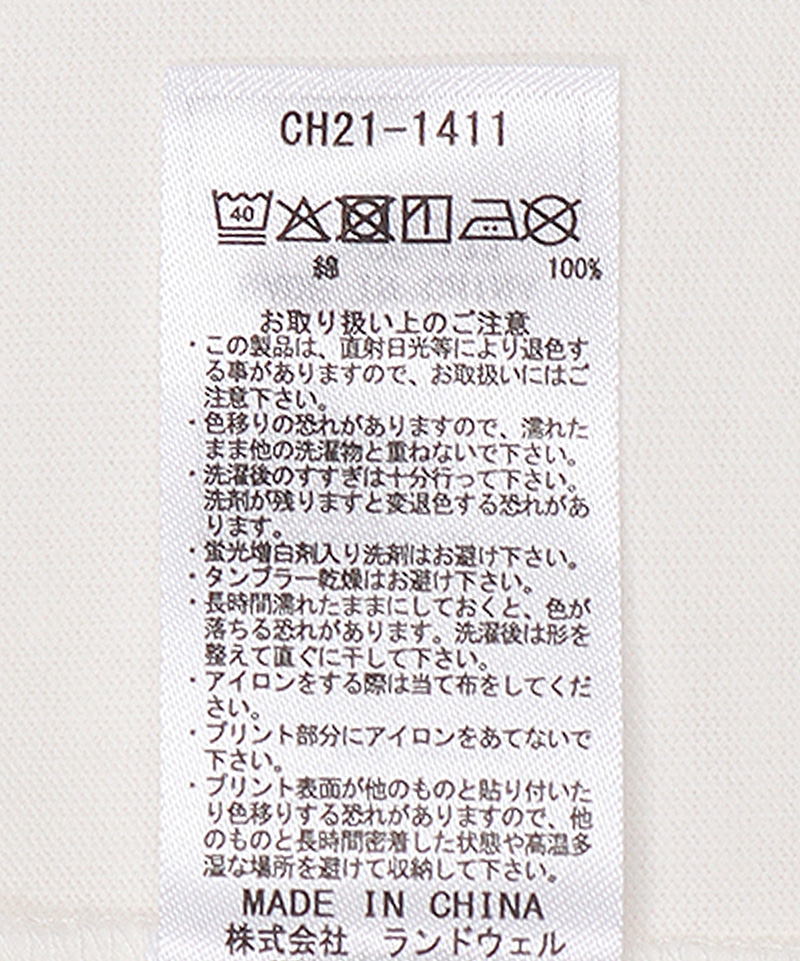 CH21-1411
40
綿 100%
お取り扱い上のご注意
・この製品は、直射日光等により退色す
る事がありますので、お取扱いにはご
注意下さい。
・色移りの恐れがありますので、濡れた
まま他の洗濯物と重ねないで下さい。
・洗濯後のすすぎは十分行って下さい。
洗剤が残りますと変退色する恐れがあ
ります。
・蛍光増白剤入り洗剤はお避け下さい。
・タンブラー乾燥はお避け下さい。
・長時間濡れたままにしておくと、色が
落ちる恐れがあります。洗濯後は形を
整えて直ぐに干して下さい。
・アイロンをする際は当て布をしてくだ
さい。
・プリント部分にアイロンをあてないで
下さい。
・プリント表面が他のものと貼り付いた
り色移りする恐れがありますので、他
のものと長時間密着した状態や高温多
湿な場所を避けて収納して下さい。
MADE IN CHINA
株式会社 ランドウェル